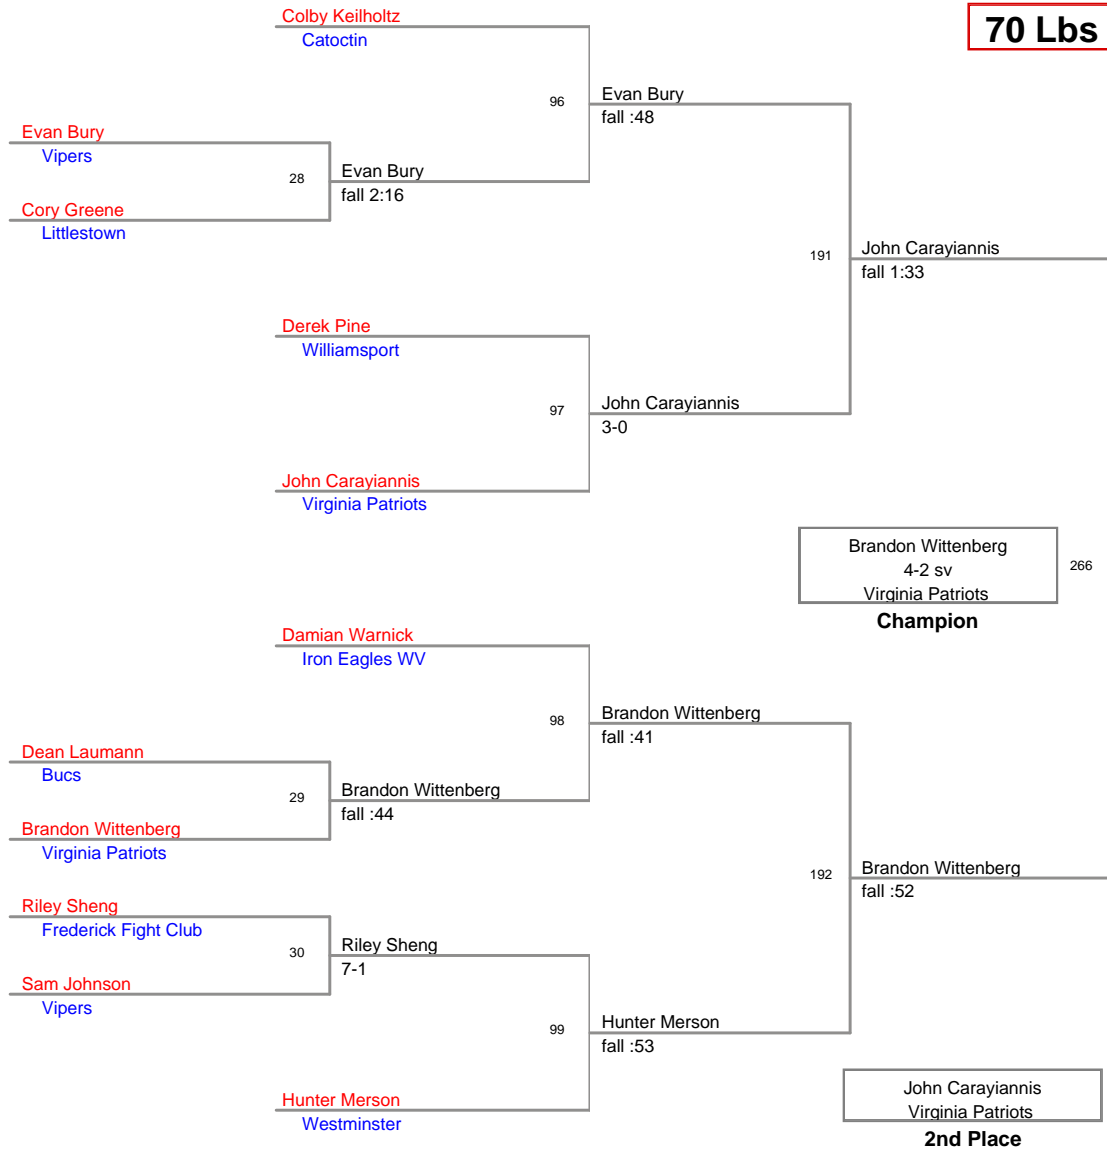 Colby Keilholtz
Catoctin
70 Lbs
96
Evan Bury
fall :48
Evan Bury
Vipers
28
Evan Bury
fall 2:16
Cory Greene
Littlestown
191
John Carayiannis
fall 1:33
Derek Pine
Williamsport
97
John Carayiannis
3-0
John Carayiannis
Virginia Patriots
Brandon Wittenberg
4-2 sv
Virginia Patriots
266
Champion
Damian Warnick
Iron Eagles WV
98
Brandon Wittenberg
fall :41
Dean Laumann
Bucs
29
Brandon Wittenberg
fall :44
Brandon Wittenberg
Virginia Patriots
192
Brandon Wittenberg
fall :52
Riley Sheng
Frederick Fight Club
30
Riley Sheng
7-1
Sam Johnson
Vipers
99
Hunter Merson
fall :53
Hunter Merson
Westminster
John Carayiannis
Virginia Patriots
2nd Place